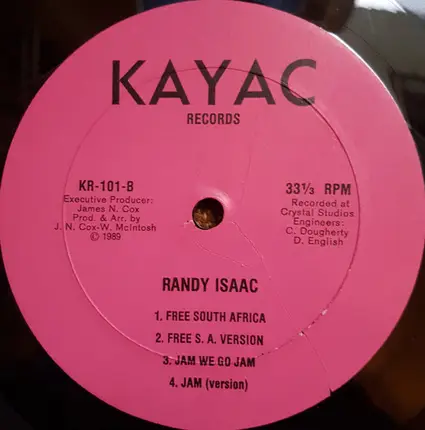 KAYAC
RECORDS
KR-101-B
Executive Producer:
James N. Cox
Prod. & Arr. by
J. N. Cox-W. McIntosh
© 1989
33⅓ RPM
Recorded at
Crystal Studios
Engineers:
C. Dougherty
D. English
RANDY ISAAC
1. FREE SOUTH AFRICA
2. FREE S. A. VERSION
3. JAM WE GO JAM
4. JAM (version)